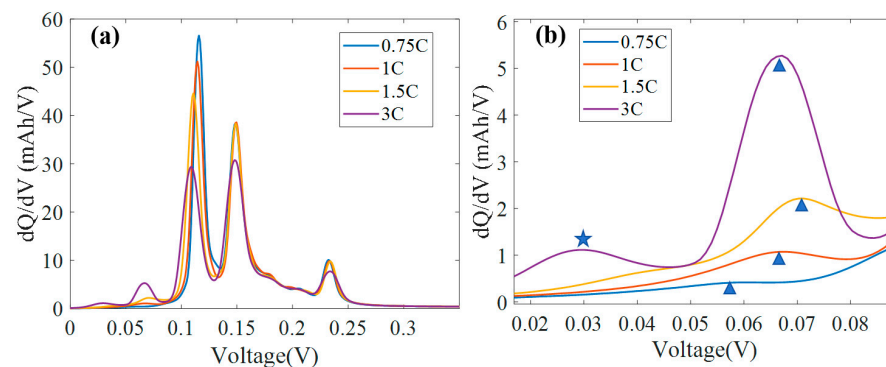 (a)
0.75C
1C
1.5C
3C
dQ/dV (mAh/V)
60
50
40
30
20
10
0
0 0.05 0.1 0.15 0.2 0.25 0.3
Voltage(V)
(b)
0.75C
1C
1.5C
3C
dQ/dV (mAh/V)
6
5
4
3
2
1
0
0.02 0.03 0.04 0.05 0.06 0.07 0.08
Voltage(V)